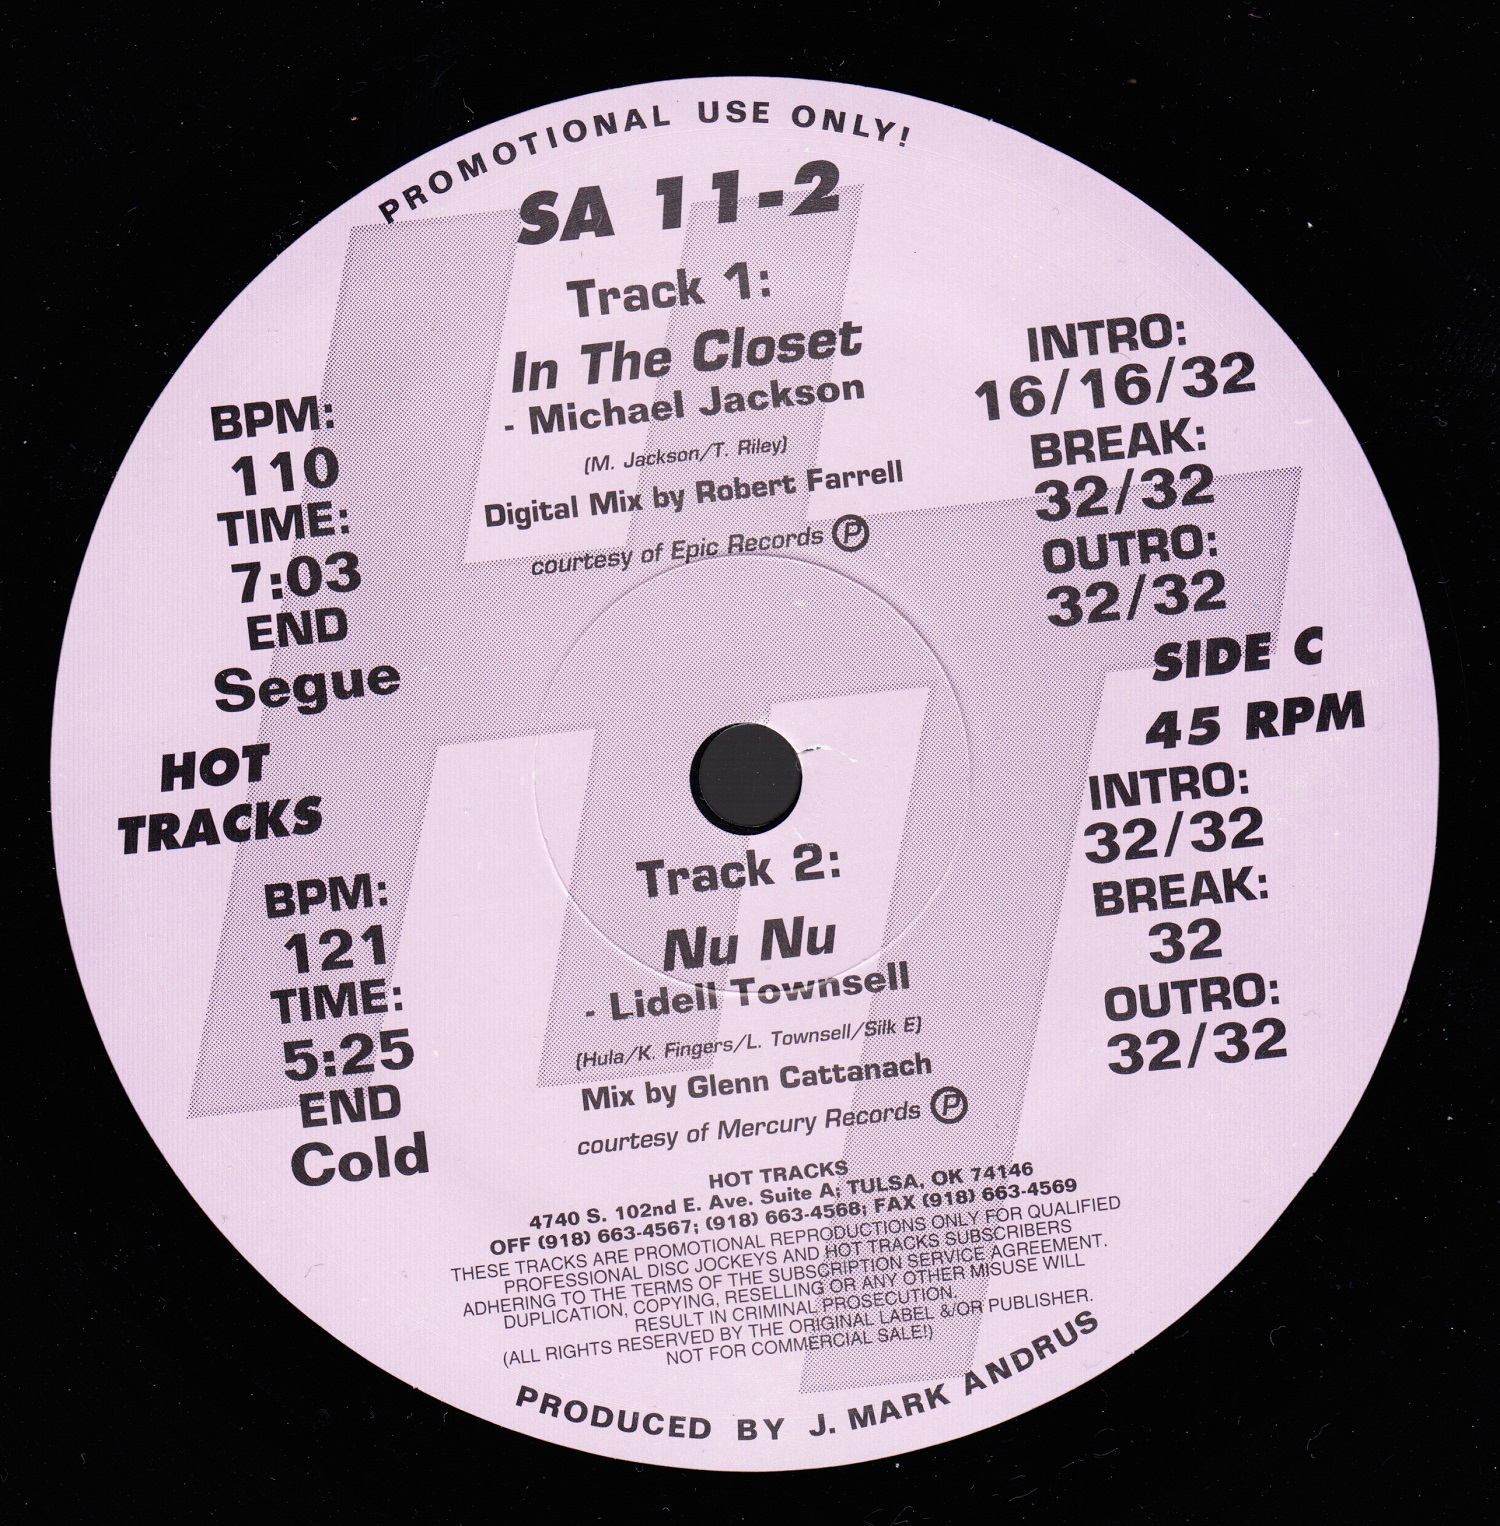 PROMOTIONAL USE ONLY!
SA 11-2
Track 1:
In The Closet
- Michael Jackson
(M. Jackson/T. Riley)
Digital Mix by Robert Farrell
courtesy of Epic Records Ⓟ
BPM:
110
TIME:
7:03
END
Segue
INTRO:
16/16/32
BREAK:
32/32
OUTRO:
32/32
SIDE C
45 RPM
HOT
TRACKS
BPM:
121
TIME:
5:25
END
Cold
Track 2:
Nu Nu
- Lidell Townsell
(Hula/K. Fingers/L. Townsell/Silk E)
Mix by Glenn Cattanach
courtesy of Mercury Records Ⓟ
INTRO:
32/32
BREAK:
32
OUTRO:
32/32
HOT TRACKS
4740 S. 102nd E. Ave. Suite A; TULSA, OK 74146
OFF (918) 663-4567; (918) 663-4568; FAX (918) 663-4569
THESE TRACKS ARE PROMOTIONAL REPRODUCTIONS ONLY FOR QUALIFIED
PROFESSIONAL DISC JOCKEYS AND HOT TRACKS SUBSCRIBERS
ADHERING TO THE TERMS OF THE SUBSCRIPTION SERVICE AGREEMENT.
DUPLICATION, COPYING, RESELLING OR ANY OTHER MISUSE WILL
RESULT IN CRIMINAL PROSECUTION.
(ALL RIGHTS RESERVED BY THE ORIGINAL LABEL &/OR PUBLISHER.
NOT FOR COMMERCIAL SALE!)
PRODUCED BY J. MARK ANDRUS